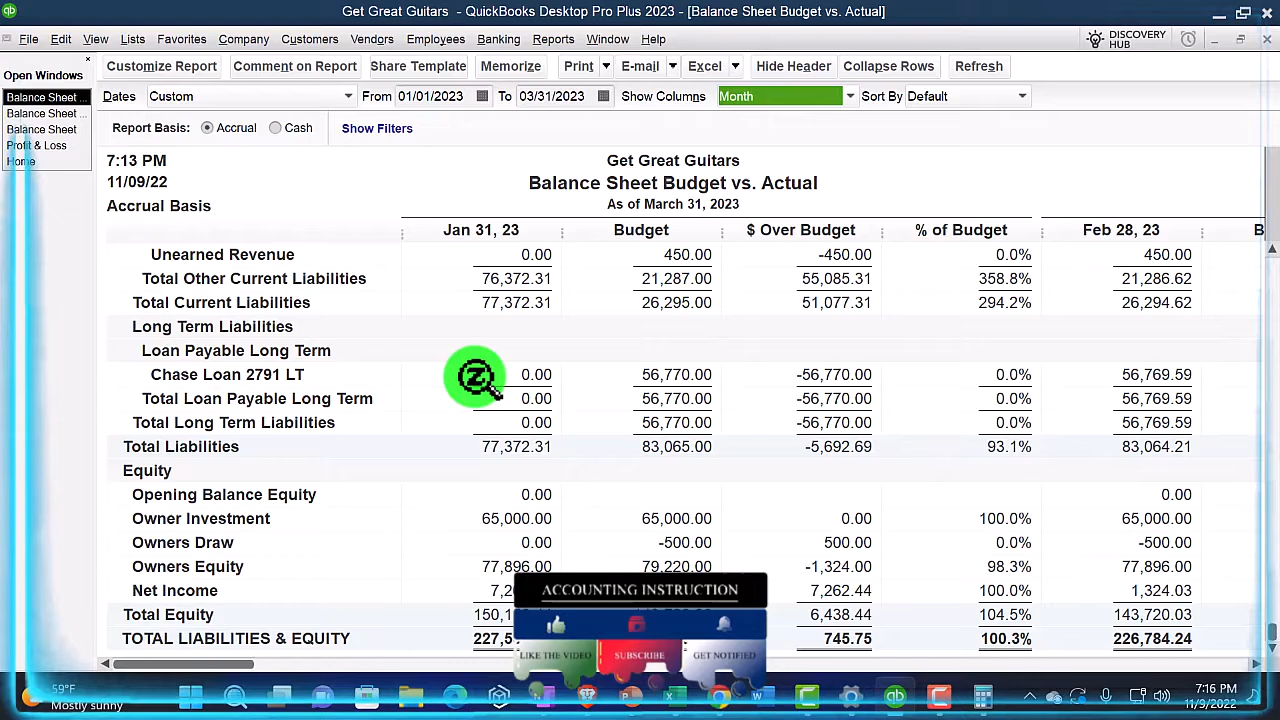 Get Great Guitars - QuickBooks Desktop Pro Plus 2023 - [Balance Sheet Budget vs. Actual]
File Edit View Lists Favorites Company Customers Vendors Employees Banking Reports Window Help
DISCOVERY HUB
Open Windows
Balance Sheet ...
Balance Sheet ...
Balance Sheet
Profit & Loss
Home
Customize Report Comment on Report Share Template Memorize Print E-mail Excel Hide Header Collapse Rows Refresh
Dates Custom From 01/01/2023 To 03/31/2023 Show Columns Month Sort By Default
Report Basis: Accrual Cash Show Filters
7:13 PM Get Great Guitars
11/09/22 Balance Sheet Budget vs. Actual
Accrual Basis As of March 31, 2023
Jan 31, 23 Budget $ Over Budget % of Budget Feb 28, 23 B
Unearned Revenue 0.00 450.00 -450.00 0.0% 450.00
Total Other Current Liabilities 76,372.31 21,287.00 55,085.31 358.8% 21,286.62
Total Current Liabilities 77,372.31 26,295.00 51,077.31 294.2% 26,294.62
Long Term Liabilities
Loan Payable Long Term
Chase Loan 2791 LT 0.00 56,770.00 -56,770.00 0.0% 56,769.59
Total Loan Payable Long Term 0.00 56,770.00 -56,770.00 0.0% 56,769.59
Total Long Term Liabilities 0.00 56,770.00 -56,770.00 0.0% 56,769.59
Total Liabilities 77,372.31 83,065.00 -5,692.69 93.1% 83,064.21
Equity
Opening Balance Equity 0.00 0.00
Owner Investment 65,000.00 65,000.00 0.00 100.0% 65,000.00
Owners Draw 0.00 -500.00 500.00 0.0% -500.00
Owners Equity 77,896.00 79,220.00 -1,324.00 98.3% 77,896.00
Net Income 7,262.44 100.0% 1,324.03
Total Equity 6,438.44 104.5% 143,720.03
TOTAL LIABILITIES & EQUITY 745.75 100.3% 226,784.24
ACCOUNTING INSTRUCTION
LIKE THE VIDEO SUBSCRIBE GET NOTIFIED
59°F
Mostly sunny
7:16 PM
11/9/2022